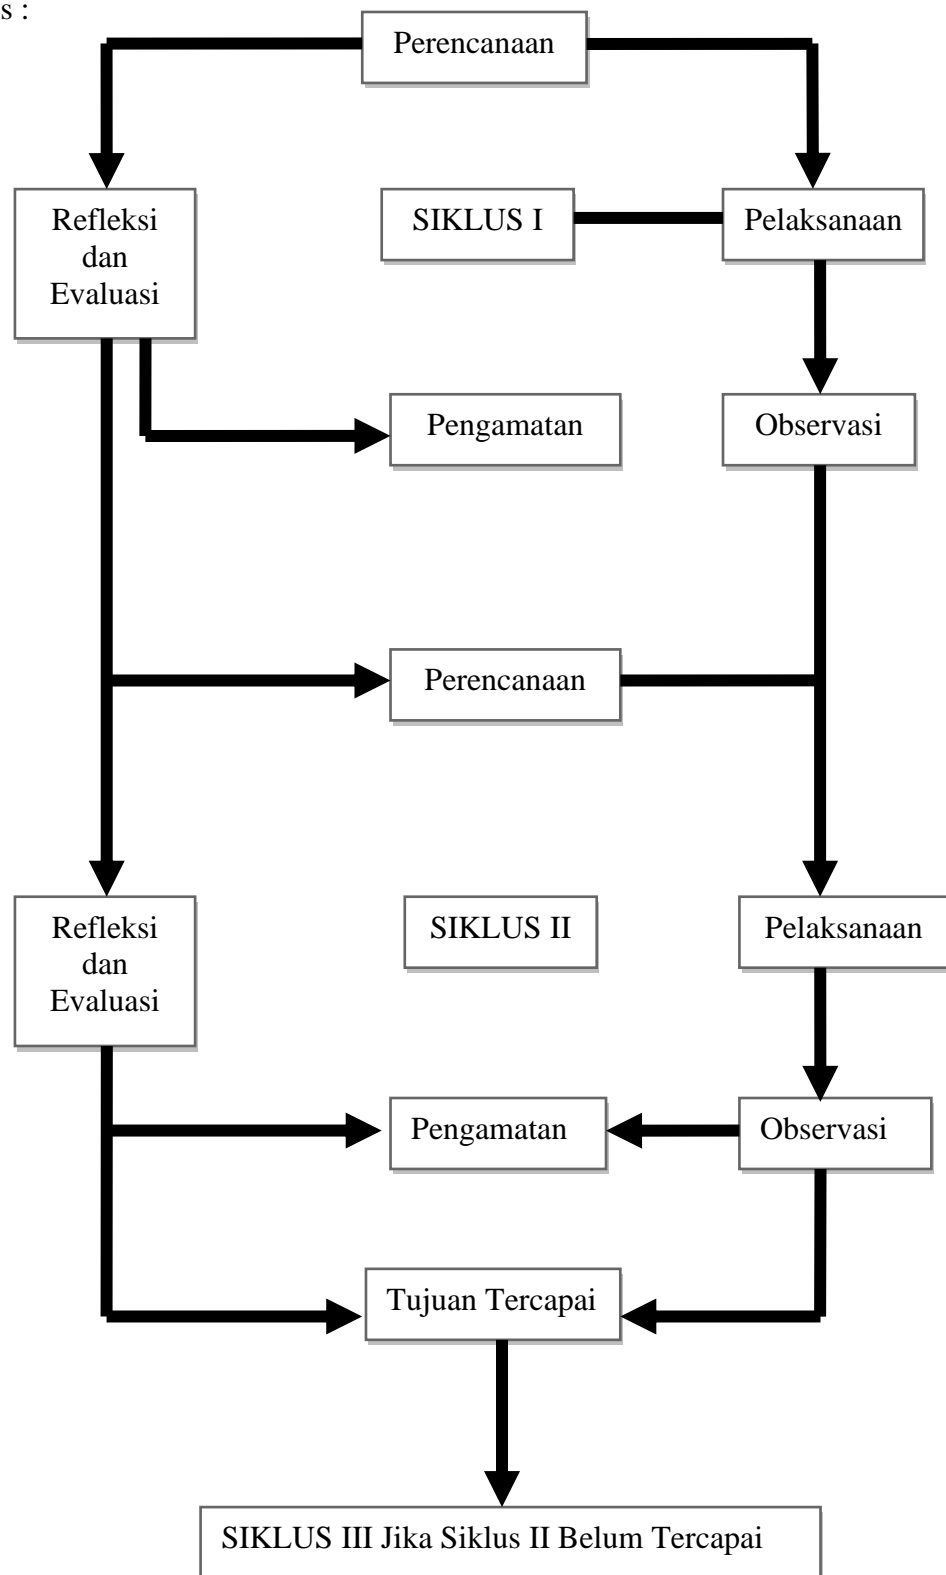 s :
Perencanaan
Refleksi
dan
Evaluasi
SIKLUS I
Pelaksanaan
Pengamatan
Observasi
Perencanaan
Refleksi
dan
Evaluasi
SIKLUS II
Pelaksanaan
Pengamatan
Observasi
Tujuan Tercapai
SIKLUS III Jika Siklus II Belum Tercapai